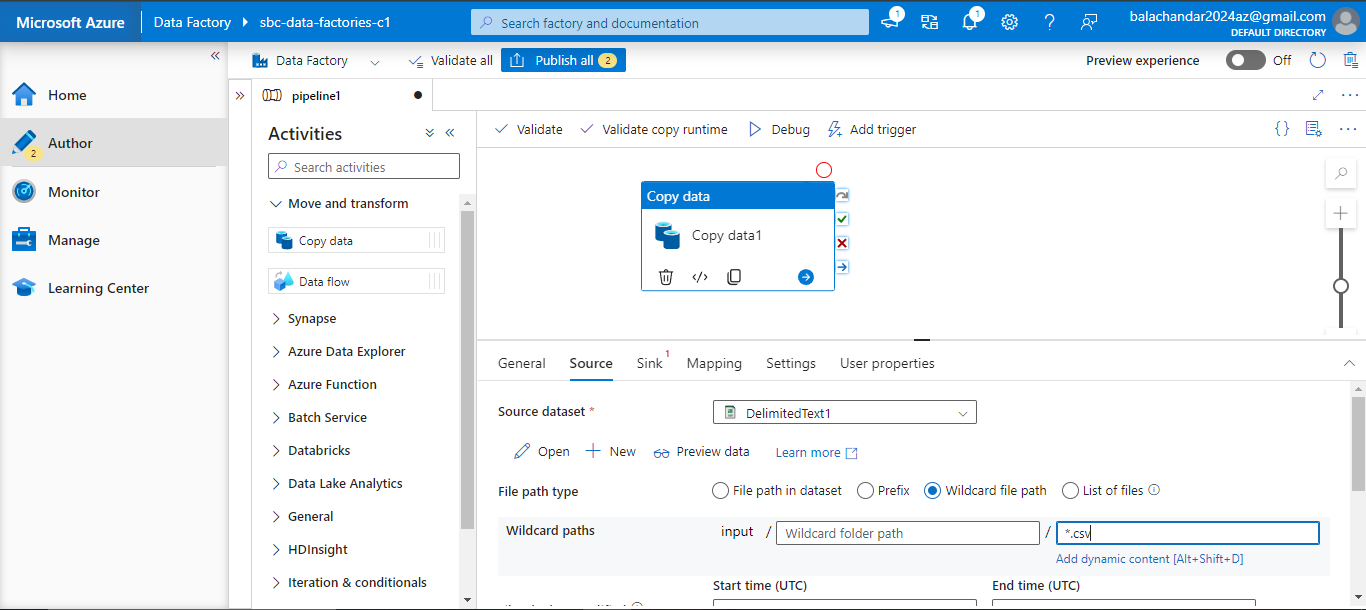 Microsoft Azure
Data Factory
sbc-data-factories-c1
Search factory and documentation
1
1
balachandar2024az@gmail.com
DEFAULT DIRECTORY
Home
Author
2
Monitor
Manage
Learning Center
Data Factory
Validate all
Publish all
2
Preview experience
Off
pipeline1
Activities
Search activities
Move and transform
Copy data
Data flow
Synapse
Azure Data Explorer
Azure Function
Batch Service
Databricks
Data Lake Analytics
General
HDInsight
Iteration & conditionals
Validate
Validate copy runtime
Debug
Add trigger
Copy data
Copy data1
General
Source
Sink
1
Mapping
Settings
User properties
Source dataset *
DelimitedText1
Open
New
Preview data
Learn more
File path type
File path in dataset
Prefix
Wildcard file path
List of files
Wildcard paths
input / Wildcard folder path / *.csv
Add dynamic content [Alt+Shift+D]
Start time (UTC)
End time (UTC)